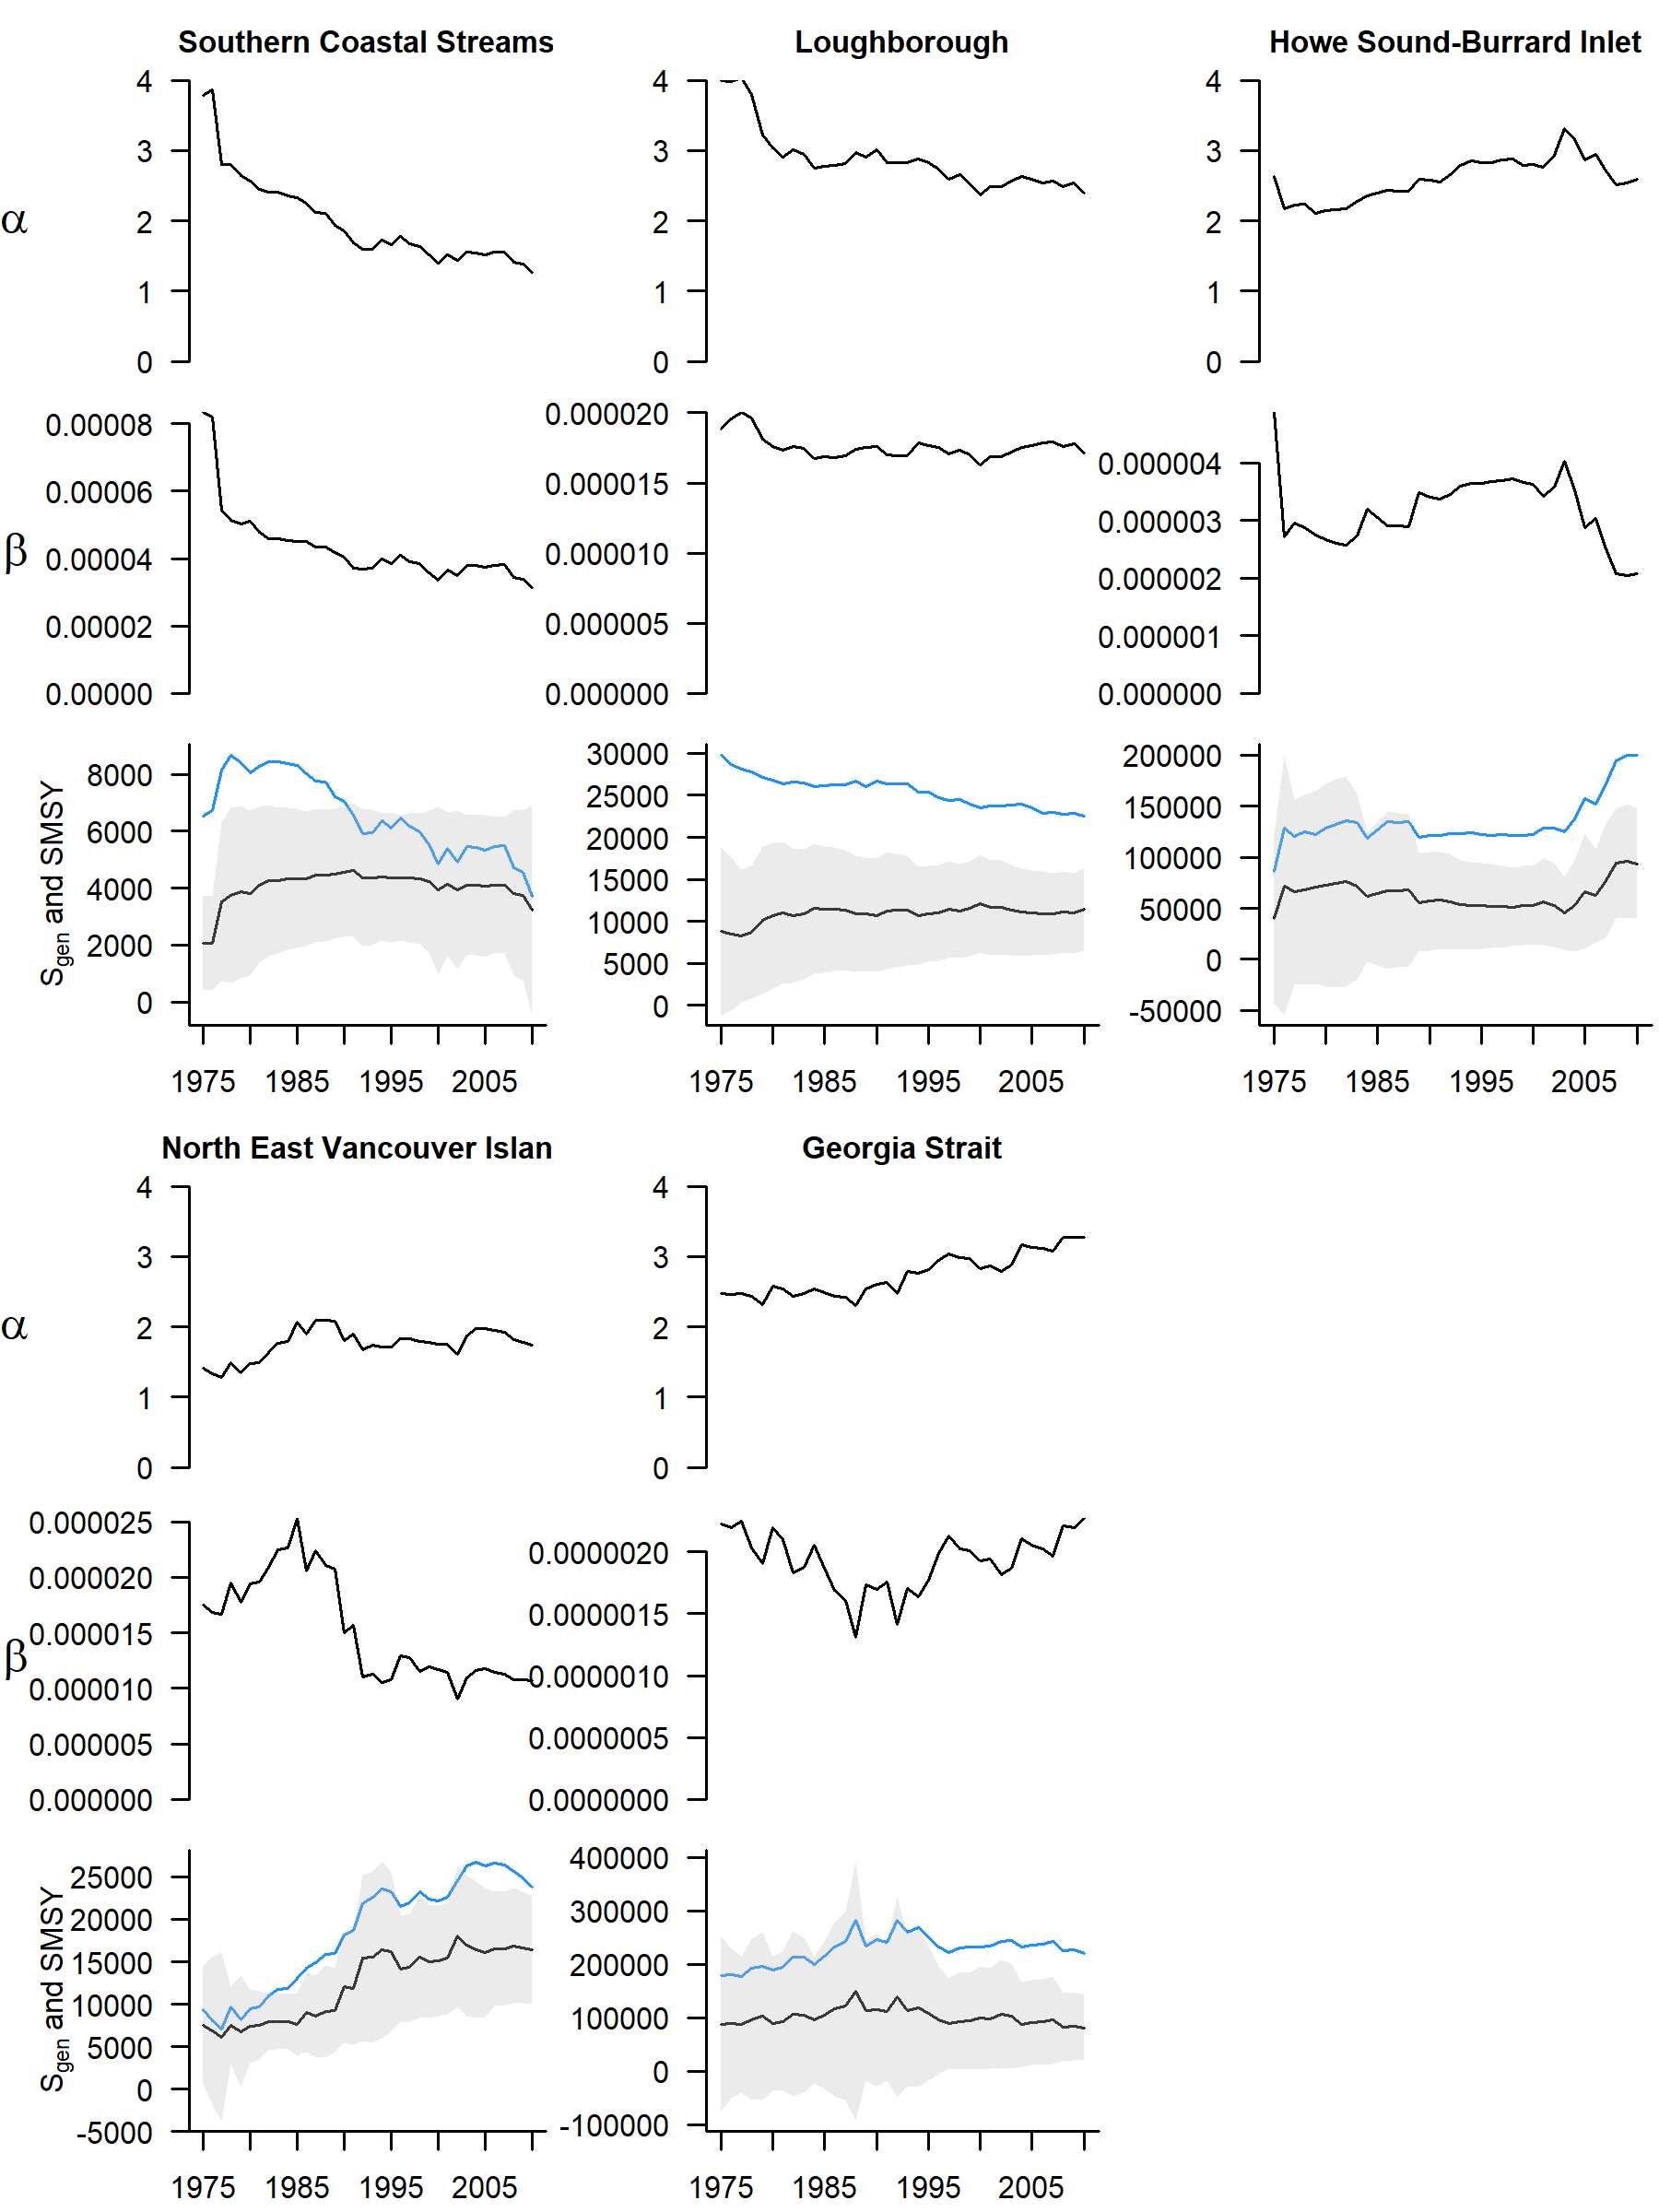 Southern Coastal Streams Loughborough Howe Sound-Burrard Inlet
α
4 3 2 1 0
4 3 2 1 0
4 3 2 1 0
β
0.00008 0.00006 0.00004 0.00002 0.00000
0.000020 0.000015 0.000010 0.000005 0.000000
0.000004 0.000003 0.000002 0.000001 0.000000
Sgen and SMSY
8000 6000 4000 2000 0
30000 25000 20000 15000 10000 5000 0
200000 150000 100000 50000 0 -50000
1975 1985 1995 2005 1975 1985 1995 2005 1975 1985 1995 2005
North East Vancouver Islan Georgia Strait
α
4 3 2 1 0
4 3 2 1 0
β
0.000025 0.000020 0.000015 0.000010 0.000005 0.000000
0.0000020 0.0000015 0.0000010 0.0000005 0.0000000
Sgen and SMSY
25000 20000 15000 10000 5000 0 -5000
400000 300000 200000 100000 0 -100000
1975 1985 1995 2005 1975 1985 1995 2005